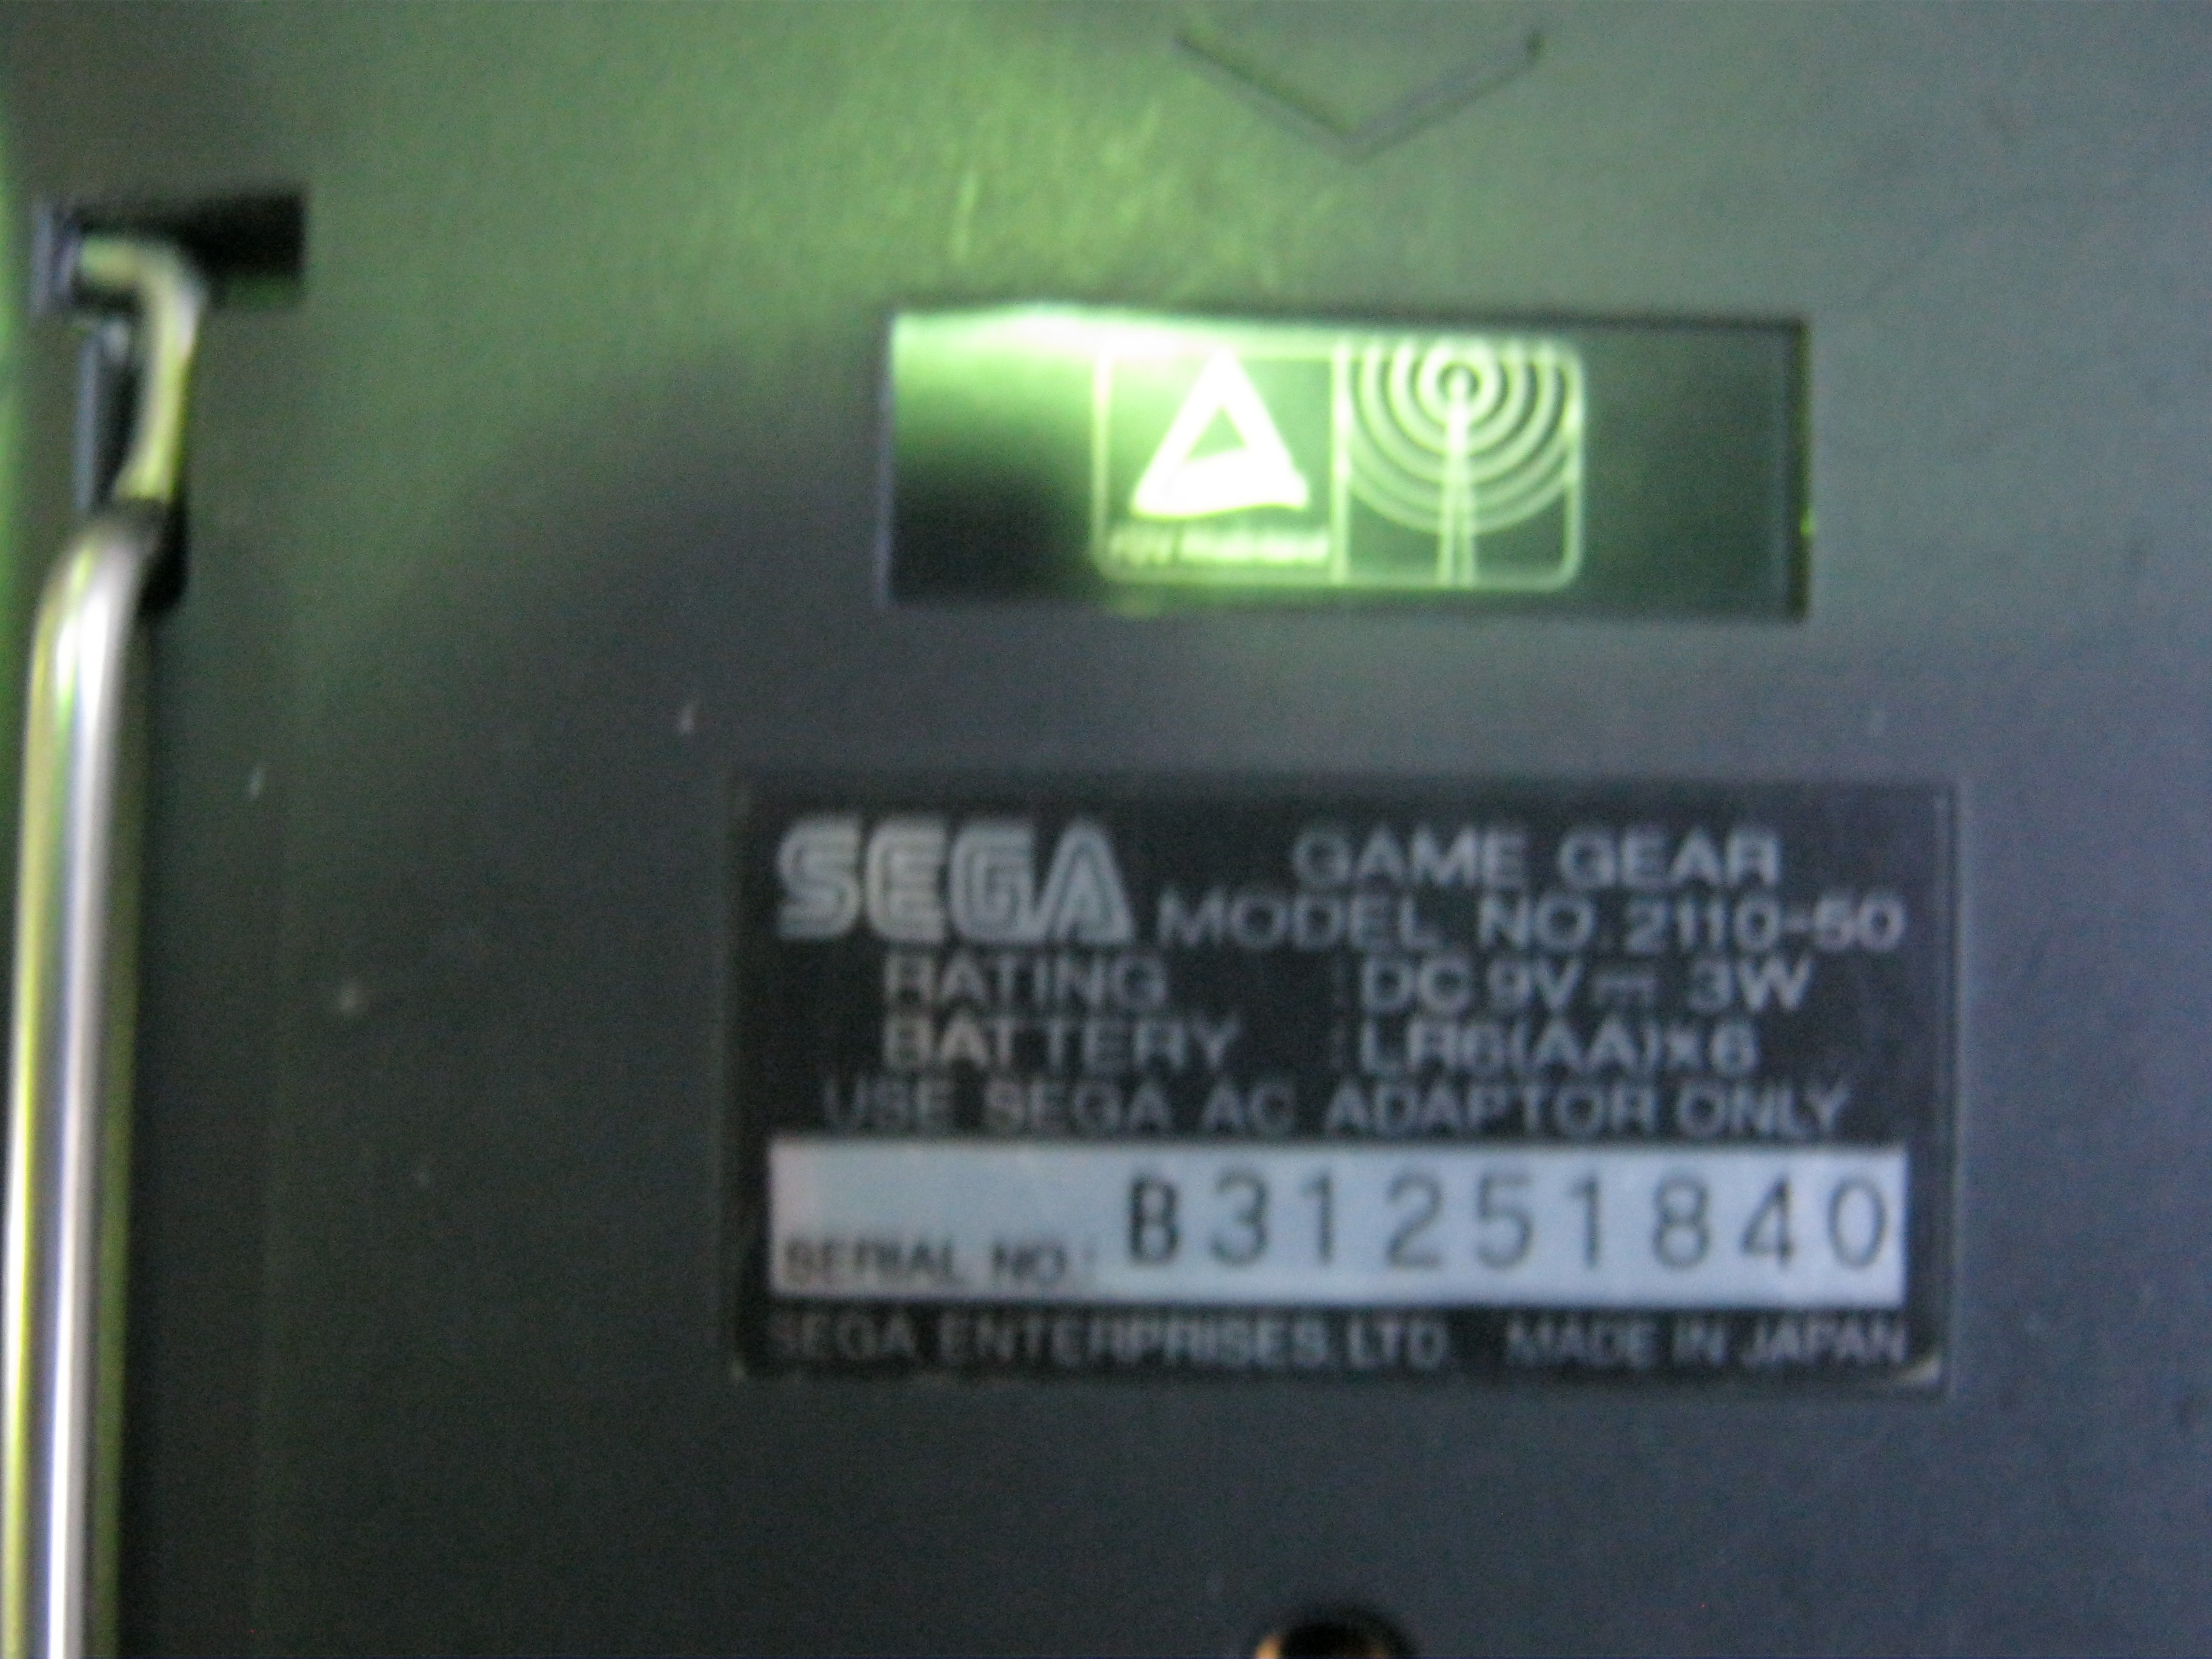 SEGA GAME GEAR
MODEL NO. 2110-50
RATING : DC 9V ⎓ 3W
BATTERY : LR6(AA)x6
USE SEGA AC ADAPTOR ONLY
SERIAL NO.: B31251840
SEGA ENTERPRISES, LTD. MADE IN JAPAN